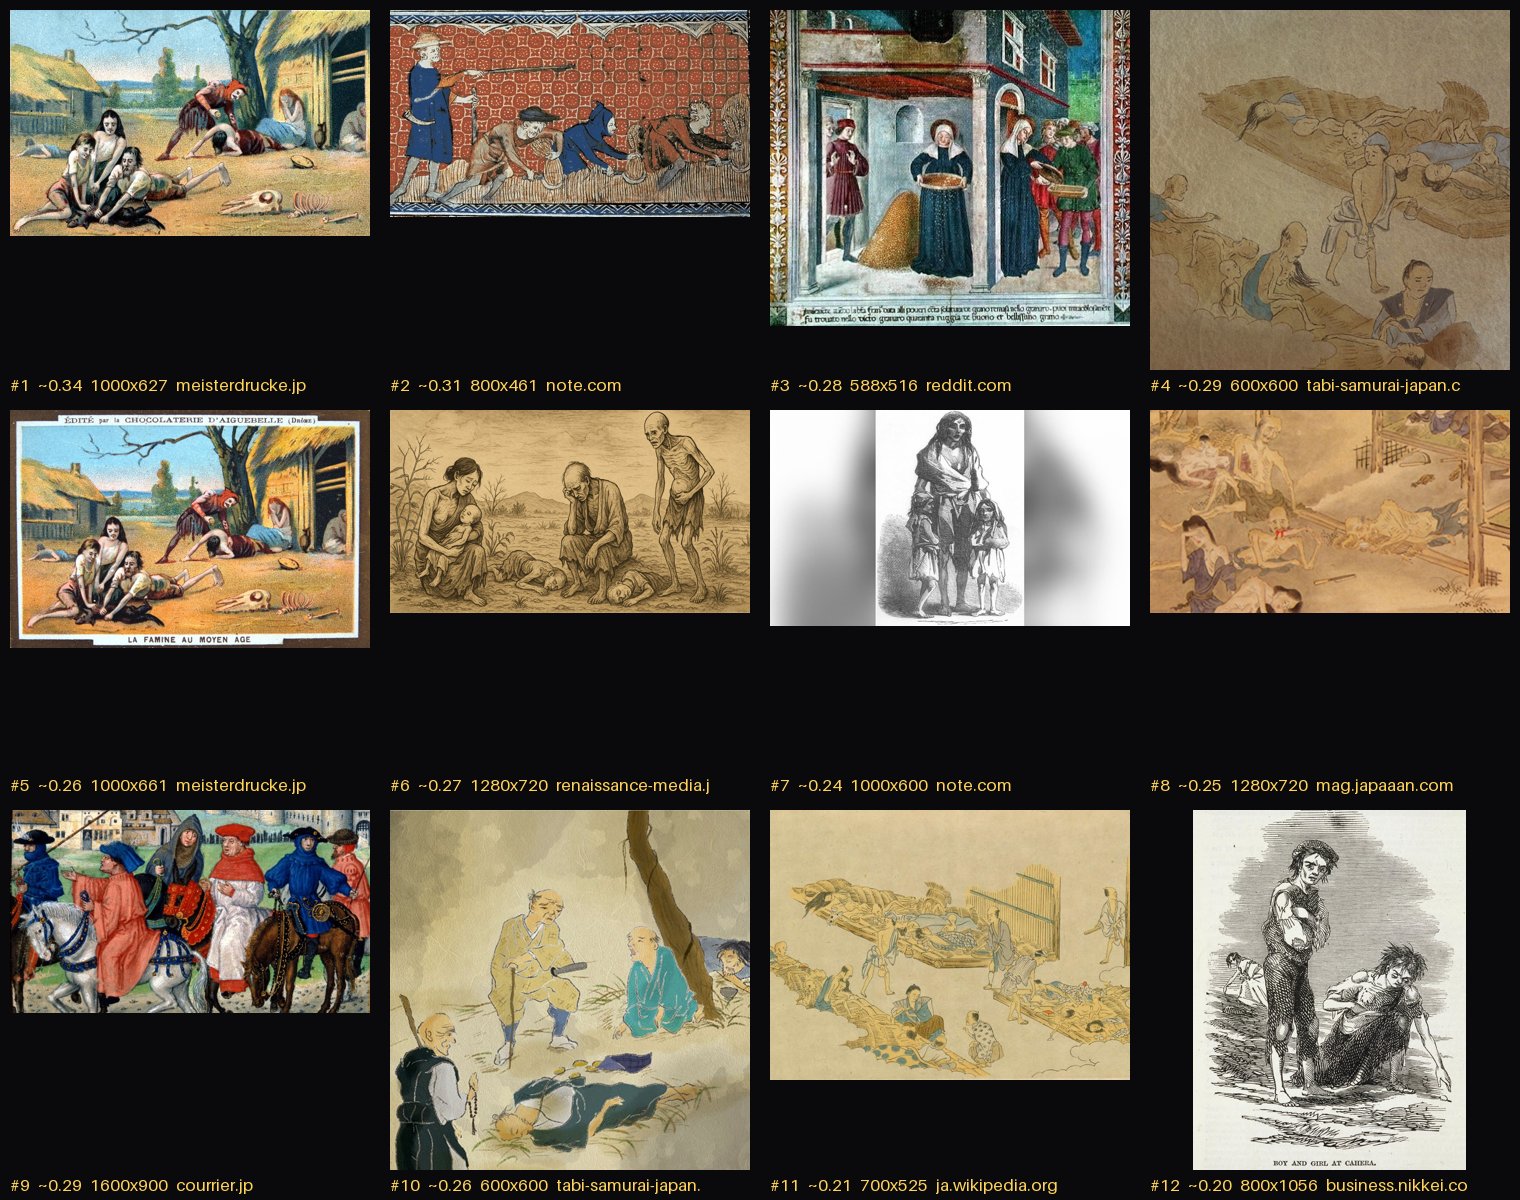 #1 ~0.34 1000x627 meisterdrucke.jp
#2 ~0.31 800x461 note.com
#3 ~0.28 588x516 reddit.com
#4 ~0.29 600x600 tabi-samurai-japan.c
ÉDITÉ par la CHOCOLATERIE D'AIGUEBELLE (Drôme)
LA FAMINE AU MOYEN ÂGE
#5 ~0.26 1000x661 meisterdrucke.jp
#6 ~0.27 1280x720 renaissance-media.j
#7 ~0.24 1000x600 note.com
#8 ~0.25 1280x720 mag.japaaan.com
BOY AND GIRL AT CAHERA.
#9 ~0.29 1600x900 courrier.jp
#10 ~0.26 600x600 tabi-samurai-japan.
#11 ~0.21 700x525 ja.wikipedia.org
#12 ~0.20 800x1056 business.nikkei.co